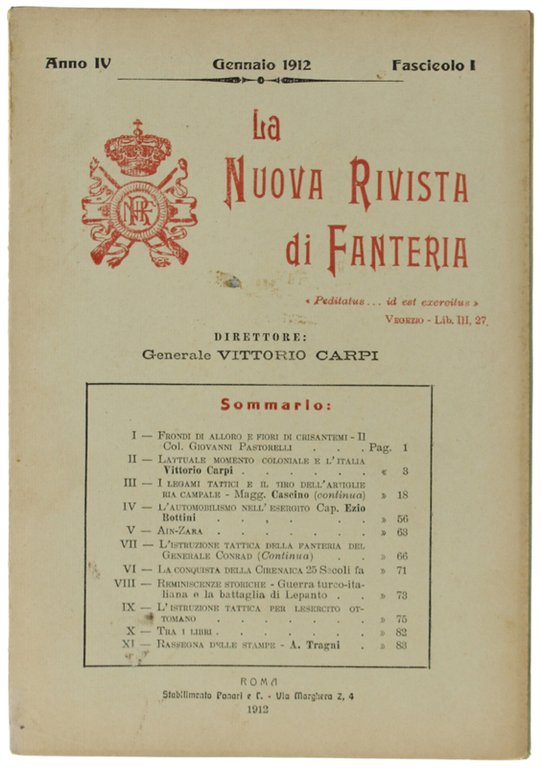 Anno IV Gennaio 1912 Fascicolo I
La
NUOVA RIVISTA
di FANTERIA
« Peditatus... id est exercitus »
VEGEZIO - Lib. III, 27
DIRETTORE:
Generale VITTORIO CARPI
Sommario:
I — FRONDI DI ALLORO E FIORI DI CRISANTEMI - Il
Col. GIOVANNI PASTORELLI . . . Pag. 1
II — LATTUALE MOMENTO COLONIALE E L'ITALIA
Vittorio Carpi . . . . . . « 3
III — I LEGAMI TATTICI E IL TIRO DELL'ARTIGLIE
RIA CAMPALE - Magg. Cascino (continua) » 18
IV — L'AUTOMOBILISMO NELL'ESERCITO Cap. Ezio
Bottini . . . . . . . » 56
V — AIN-ZARA . . . . . . . » 63
VII — L'ISTRUZIONE TATTICA DELLA FANTERIA DEL
GENERALE CONRAD (Continua) . . » 66
VI — LA CONQUISTA DELLA CIRENAICA 25 Secoli fa » 71
VIII — REMINISCENZE STORICHE - Guerra turco-ita-
liana e la battaglia di Lepanto . . » 73
IX — L'ISTRUZIONE TATTICA PER LESERCITO OT-
TOMANO . . . . . . . » 75
X — TRA I LIBRI . . . . . . . » 82
XI — RASSEGNA DELLE STAMPE - A. Tragni . » 83
ROMA
Stabilimento Panari e C. - Via Marghera 2, 4
1912